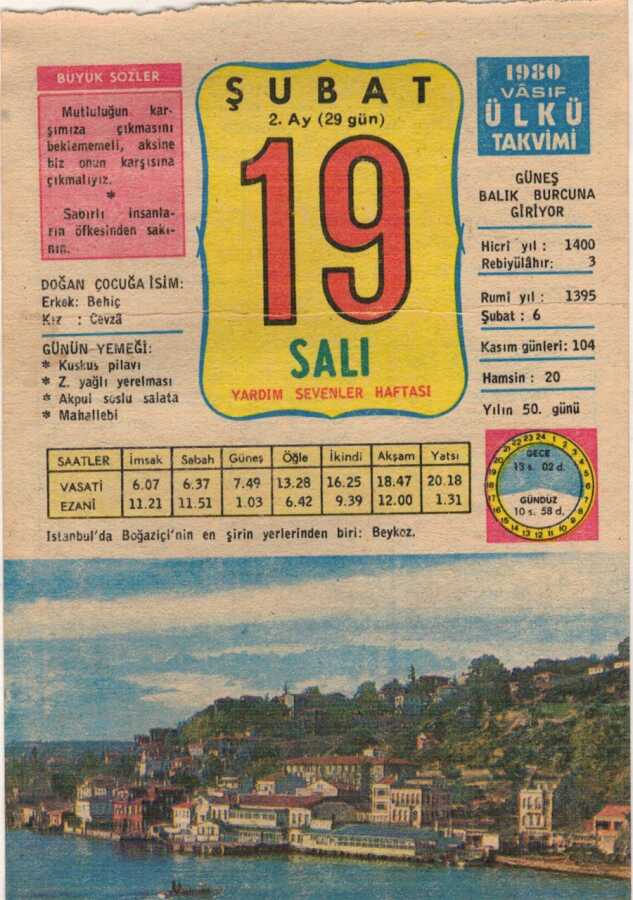 BÜYÜK SÖZLER
Mutluluğun kar-
şımıza çıkmasını
beklememeli, aksine
biz onun karşısına
çıkmalıyız.
*
Sabırlı insanla-
rın öfkesinden sakı-
nın.
DOĞAN ÇOCUĞA İSİM:
Erkek: Behiç
Kız : Cevzâ
GÜNÜN YEMEĞİ:
* Kuskus pilavı
* Z. yağlı yerelması
* Akpul soslu salata
* Mahallebi
ŞUBAT
2. Ay (29 gün)
19
SALI
YARDIM SEVENLER HAFTASI
1980
VÂSIF
ÜLKÜ
TAKVİMİ
GÜNEŞ
BALIK BURCUNA
GİRİYOR
Hicri yıl : 1400
Rebiyülâhır: 3
Rumî yıl : 1395
Şubat : 6
Kasım günleri: 104
Hamsin : 20
Yılın 50. günü
SAATLER İmsak Sabah Güneş Öğle İkindi Akşam Yatsı
VASATİ 6.07 6.37 7.49 13.28 16.25 18.47 20.18
EZANİ 11.21 11.51 1.03 6.42 9.39 12.00 1.31
GECE
13 s. 02 d.
GÜNDÜZ
10 s. 58 d.
İstanbul'da Boğaziçi'nin en şirin yerlerinden biri: Beykoz.